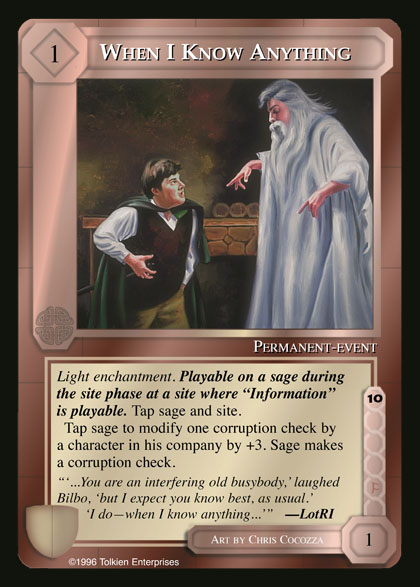 1
When I Know Anything
Permanent-event
Light enchantment. Playable on a sage during
the site phase at a site where “Information”
is playable. Tap sage and site.
Tap sage to modify one corruption check by
a character in his company by +3. Sage makes
a corruption check.
“‘...You are an interfering old busybody,’ laughed
Bilbo, ‘but I expect you know best, as usual.’
‘I do—when I know anything...’” —LotRI
10
Art by Chris Cocozza
1
©1996 Tolkien Enterprises